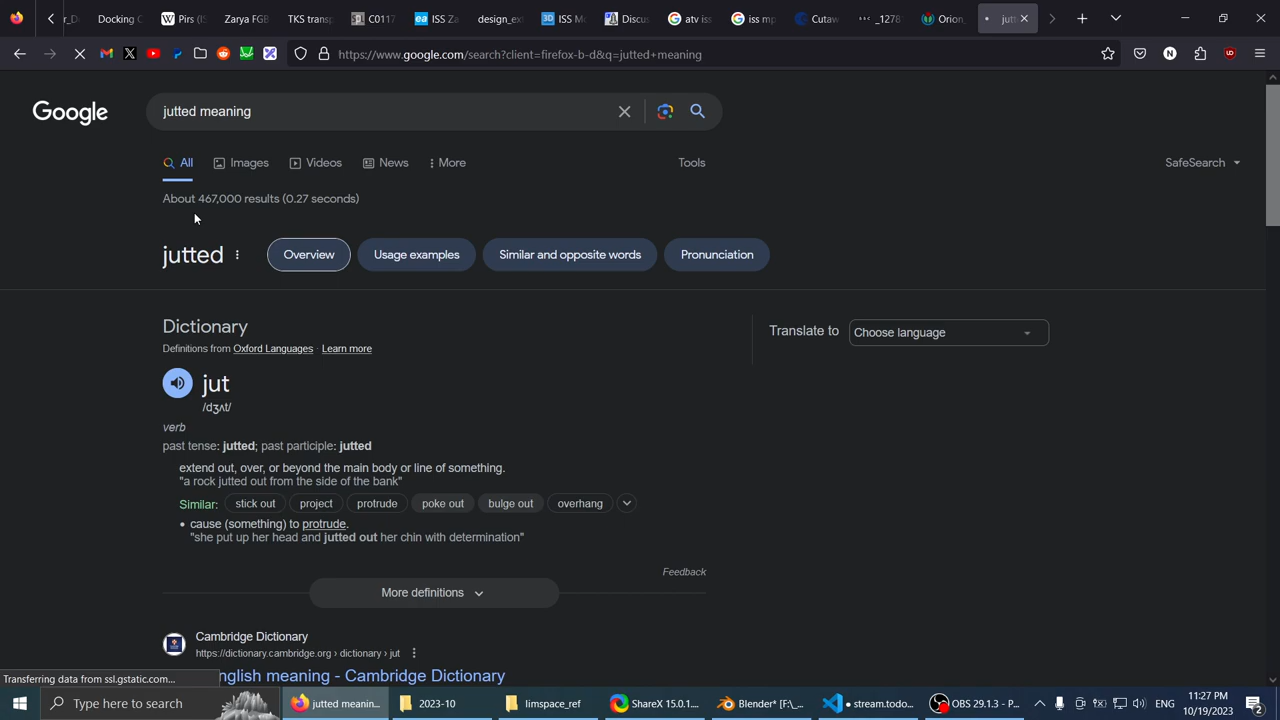 r_Do
Docking C
Pirs (I
Zarya FGB
TKS transp
C0117
ISS Za
design_ex
ISS Mo
Discus
atv iss
iss mp
Cutaw
_1278
Orion
jutt
https://www.google.com/search?client=firefox-b-d&q=jutted+meaning
Google
jutted meaning
All
Images
Videos
News
More
Tools
SafeSearch
About 467,000 results (0.27 seconds)
jutted
Overview
Usage examples
Similar and opposite words
Pronunciation
Dictionary
Translate to
Choose language
Definitions from Oxford Languages · Learn more
jut
/dʒʌt/
verb
past tense: jutted; past participle: jutted
extend out, over, or beyond the main body or line of something.
"a rock jutted out from the side of the bank"
Similar:
stick out
project
protrude
poke out
bulge out
overhang
• cause (something) to protrude.
"she put up her head and jutted out her chin with determination"
Feedback
More definitions
Cambridge Dictionary
https://dictionary.cambridge.org › dictionary › jut
nglish meaning - Cambridge Dictionary
Transferring data from ssl.gstatic.com...
Type here to search
jutted meanin...
2023-10
limspace_ref
ShareX 15.0.1...
Blender* [F:\...
• stream.todo...
OBS 29.1.3 - P...
ENG
11:27 PM
10/19/2023
2